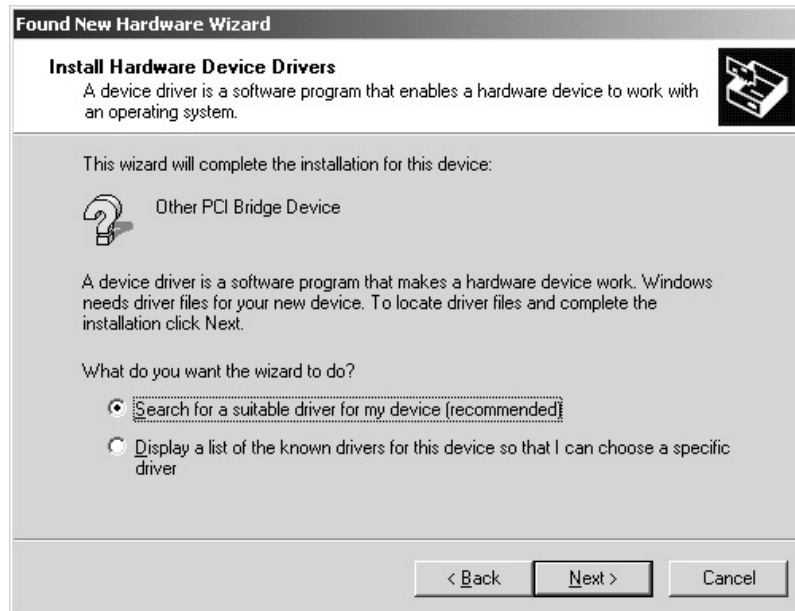 Found New Hardware Wizard
Install Hardware Device Drivers
A device driver is a software program that enables a hardware device to work with
an operating system.
This wizard will complete the installation for this device:
Other PCI Bridge Device
A device driver is a software program that makes a hardware device work. Windows
needs driver files for your new device. To locate driver files and complete the
installation click Next.
What do you want the wizard to do?
Search for a suitable driver for my device (recommended)
Display a list of the known drivers for this device so that I can choose a specific
driver
< Back Next > Cancel